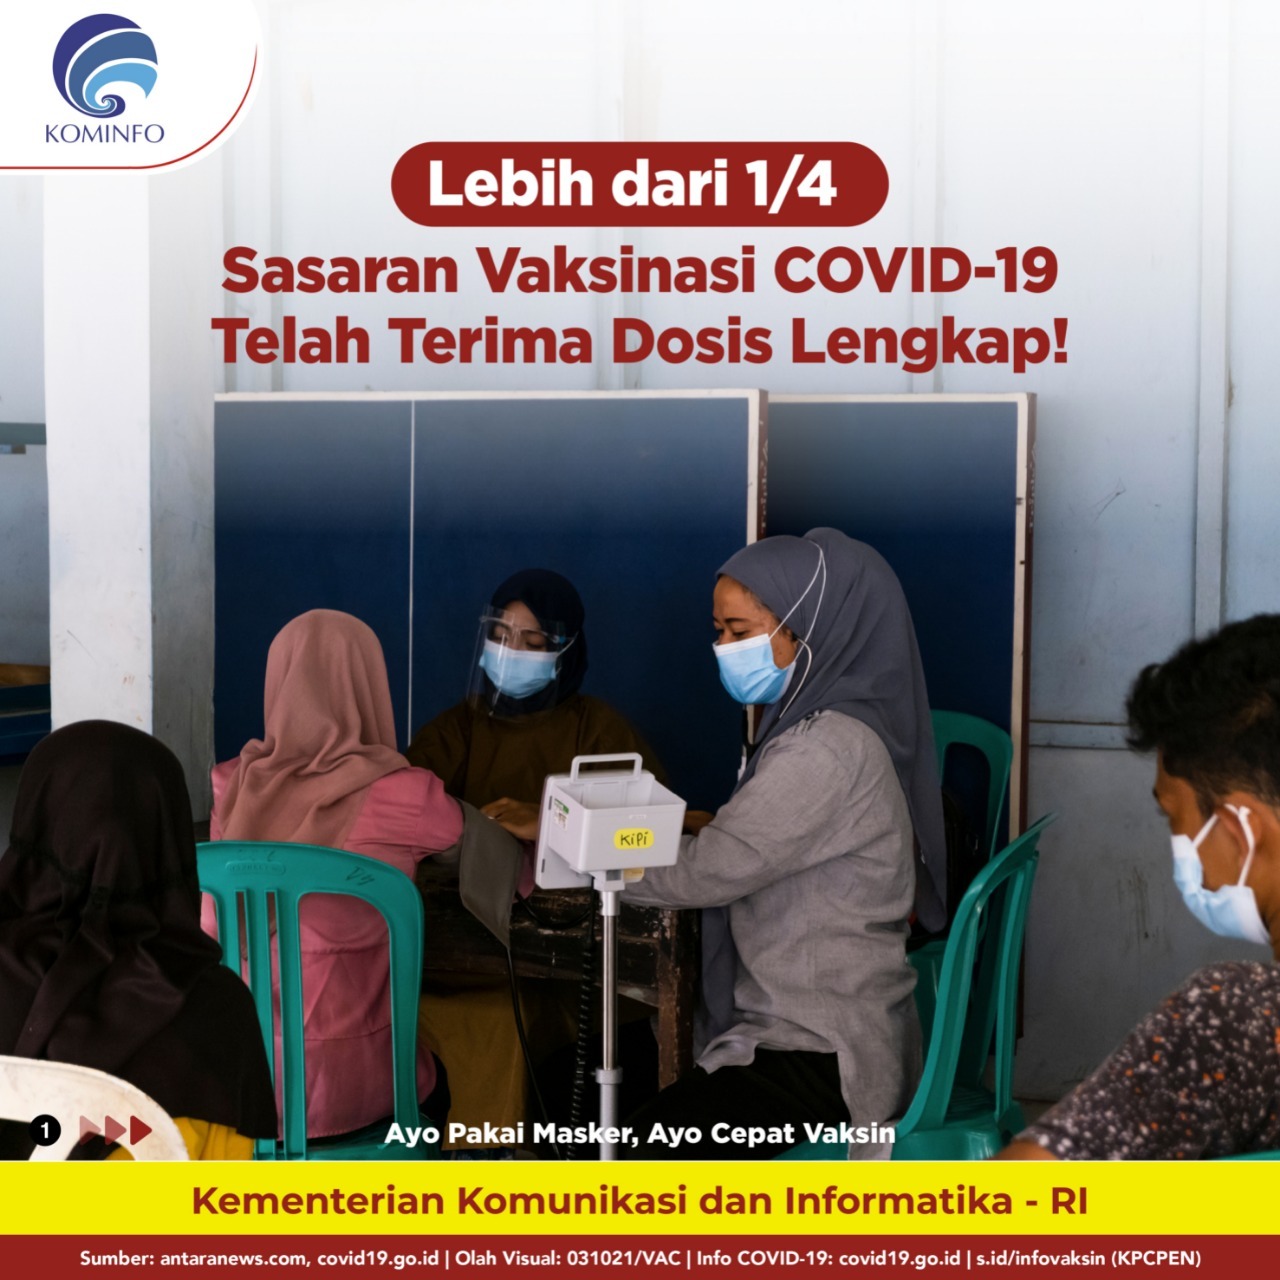 KOMINFO
Lebih dari 1/4
Sasaran Vaksinasi COVID-19
Telah Terima Dosis Lengkap!
KiPi
1
Ayo Pakai Masker, Ayo Cepat Vaksin
Kementerian Komunikasi dan Informatika - RI
Sumber: antaranews.com, covid19.go.id | Olah Visual: 031021/VAC | Info COVID-19: covid19.go.id | s.id/infovaksin (KPCPEN)